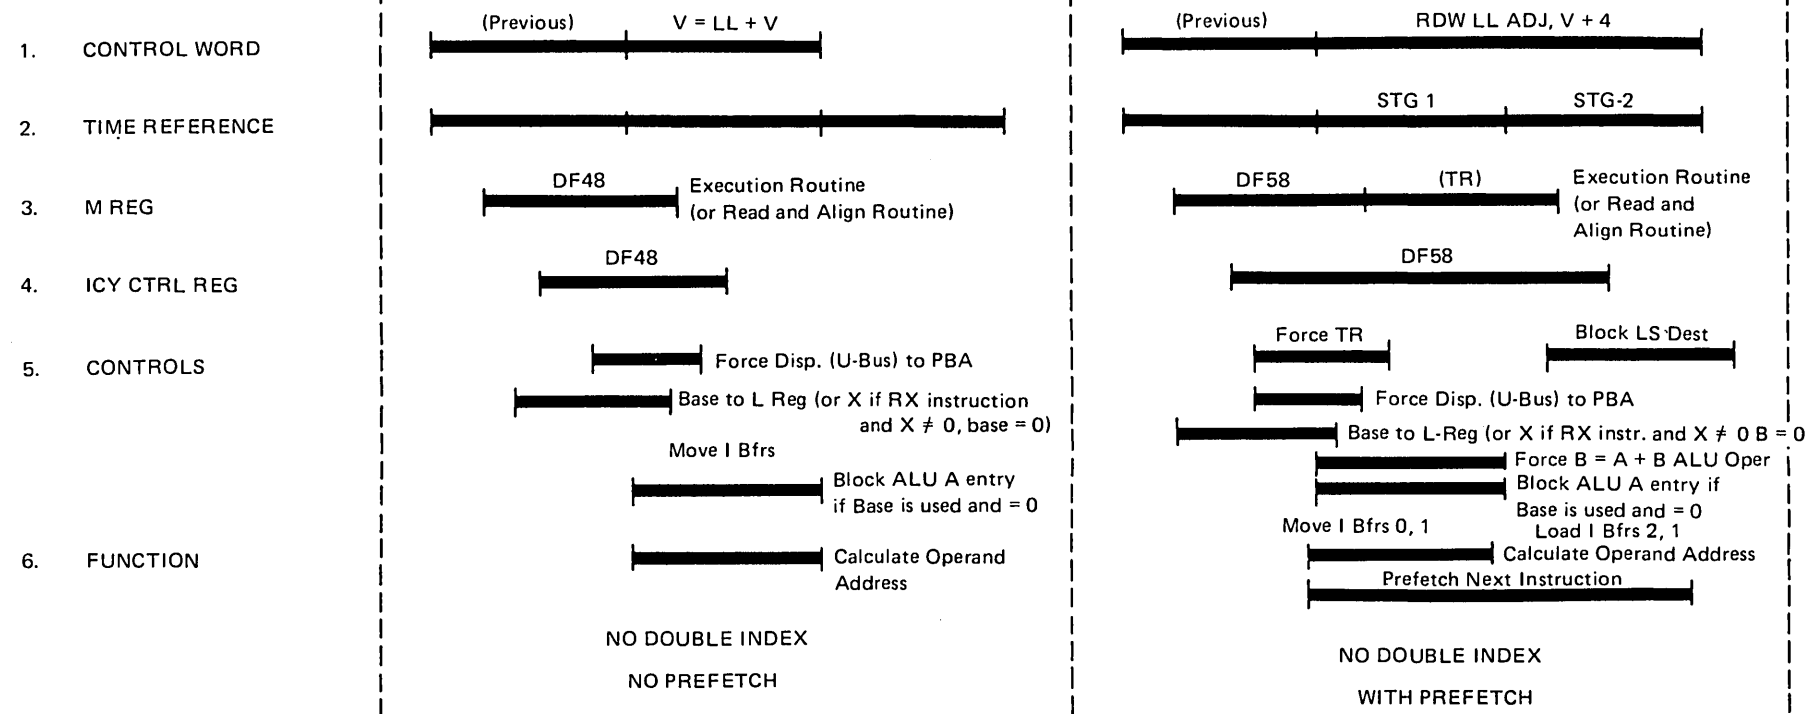 1. CONTROL WORD
2. TIME REFERENCE
3. M REG
4. ICY CTRL REG
5. CONTROLS
6. FUNCTION
(Previous) V = LL + V
DF48
Execution Routine
(or Read and Align Routine)
DF48
Force Disp. (U-Bus) to PBA
Base to L Reg (or X if RX instruction
and X ≠ 0, base = 0)
Move I Bfrs
Block ALU A entry
if Base is used and = 0
Calculate Operand
Address
NO DOUBLE INDEX
NO PREFETCH
(Previous) RDW LL ADJ, V + 4
STG 1 STG-2
DF58 (TR)
Execution Routine
(or Read and
Align Routine)
DF58
Force TR Block LS Dest
Force Disp. (U-Bus) to PBA
Base to L-Reg (or X if RX instr. and X ≠ 0 B = 0
Force B = A + B ALU Oper
Block ALU A entry if
Base is used and = 0
Move I Bfrs 0, 1 Load I Bfrs 2, 1
Calculate Operand Address
Prefetch Next Instruction
NO DOUBLE INDEX
WITH PREFETCH